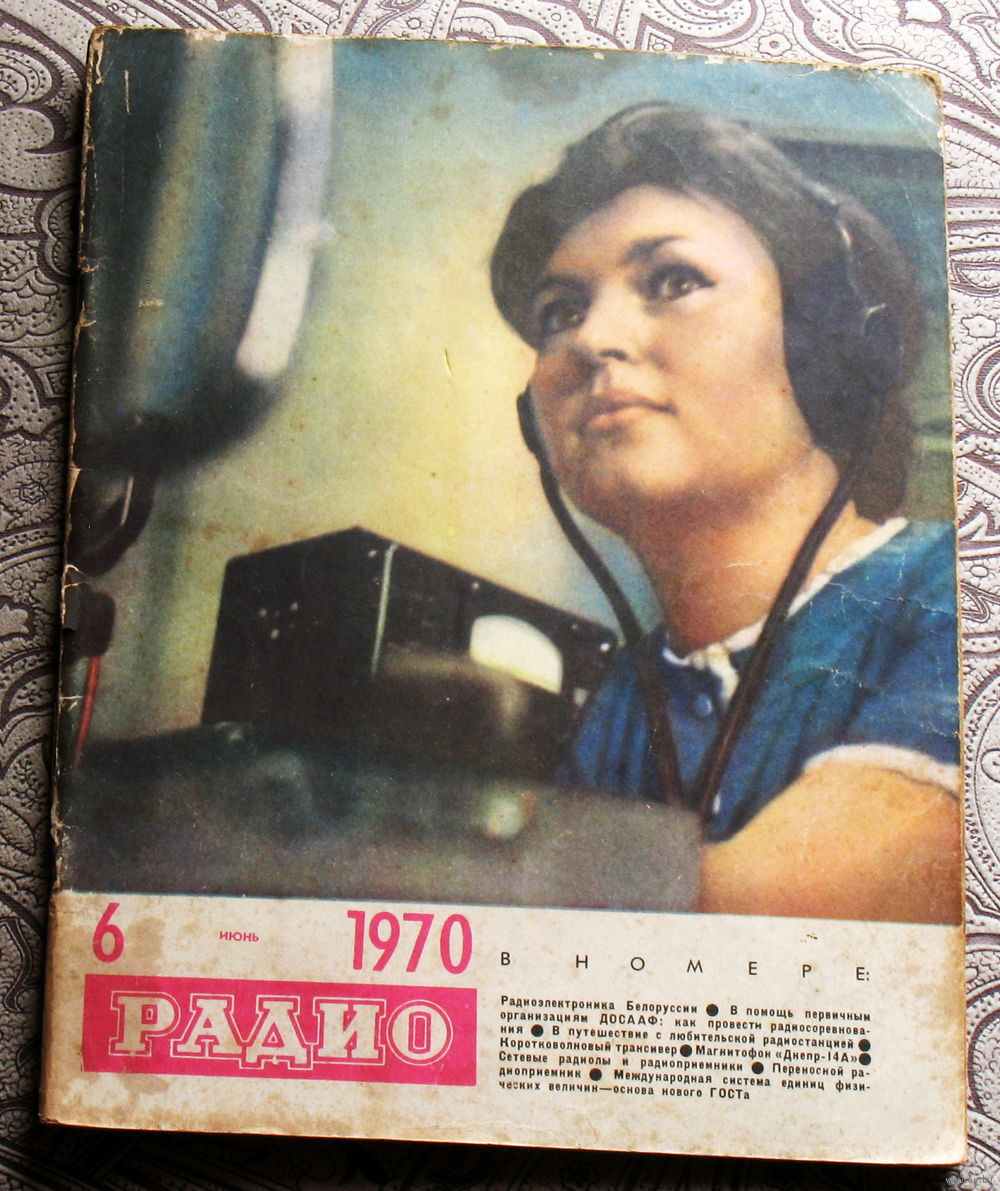 6 ИЮНЬ 1970
РАДИО
В НОМЕРЕ:
Радиоэлектроника Белоруссии ● В помощь первичным
организациям ДОСААФ: как провести радиосоревнова-
ния ● В путешествие с любительской радиостанцией ●
Коротковолновый трансивер ● Магнитофон «Днепр-14А» ●
Сетевые радиолы и радиоприемники ● Переносной ра-
диоприемник ● Международная система единиц физи-
ческих величин—основа нового ГОСТа